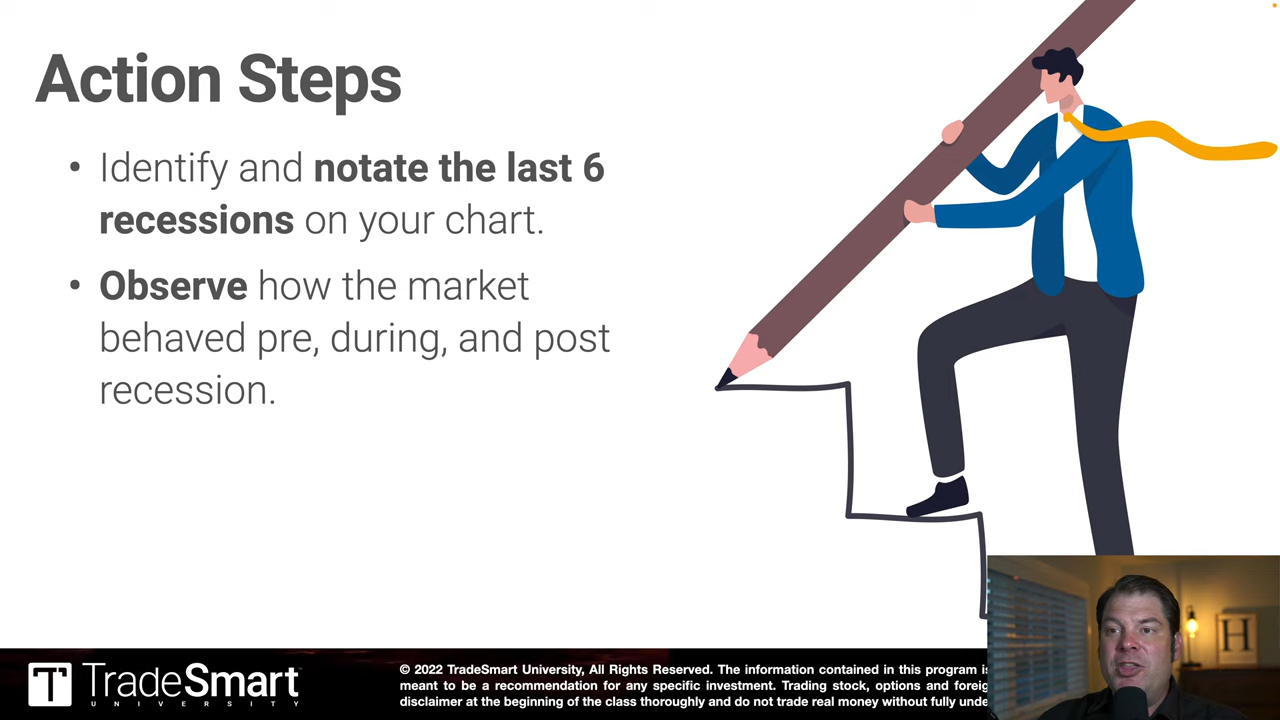 Action Steps
• Identify and notate the last 6
recessions on your chart.
• Observe how the market
behaved pre, during, and post
recession.
TradeSmart
UNIVERSITY
© 2022 TradeSmart University, All Rights Reserved. The information contained in this program is
meant to be a recommendation for any specific investment. Trading stock, options and
disclaimer at the beginning of the class thoroughly and do not trade real money without fully
H